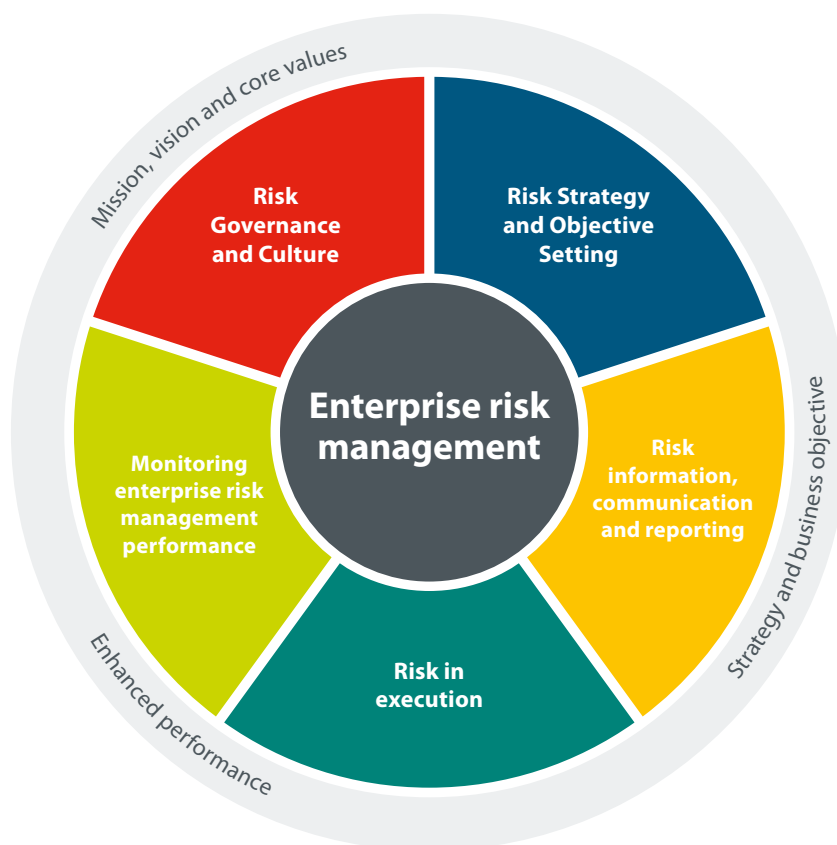 Mission, vision and core values
Risk
Governance
and Culture
Risk Strategy
and Objective
Setting
Enterprise risk
management
Monitoring
enterprise risk
management
performance
Risk
information,
communication
and reporting
Risk in
execution
Enhanced performance
Strategy and business objective